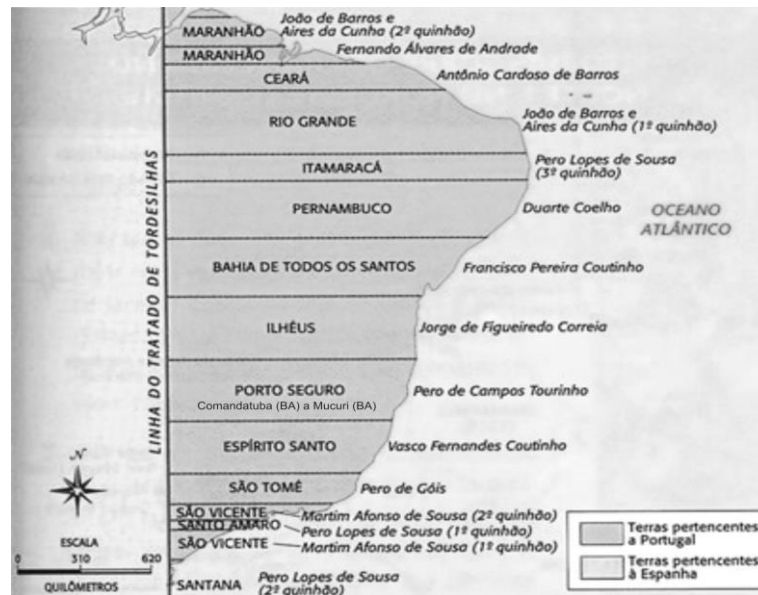 João de Barros e
Aires da Cunha (2º quinhão)
MARANHÃO
Fernando Álvares de Andrade
MARANHÃO
CEARÁ
Antônio Cardoso de Barros
RIO GRANDE
João de Barros e
Aires da Cunha (1º quinhão)
ITAMARACÁ
Pero Lopes de Sousa
(3º quinhão)
PERNAMBUCO
Duarte Coelho
OCEANO
ATLÂNTICO
LINHA DO TRATADO DE TORDESILHAS
BAHIA DE TODOS OS SANTOS
Francisco Pereira Coutinho
ILHÉUS
Jorge de Figueiredo Correia
PORTO SEGURO
Comandatuba (BA) a Mucuri (BA)
Pero de Campos Tourinho
ESPÍRITO SANTO
Vasco Fernandes Coutinho
N
SÃO TOMÉ
Pero de Góis
SÃO VICENTE
Martim Afonso de Sousa (2º quinhão)
SANTO AMARO
Pero Lopes de Sousa (1º quinhão)
SÃO VICENTE
Martim Afonso de Sousa (1º quinhão)
SANTANA
Pero Lopes de Sousa
(2º quinhão)
ESCALA
0 310 620
QUILÔMETROS
Terras pertencentes
a Portugal
Terras pertencentes
à Espanha